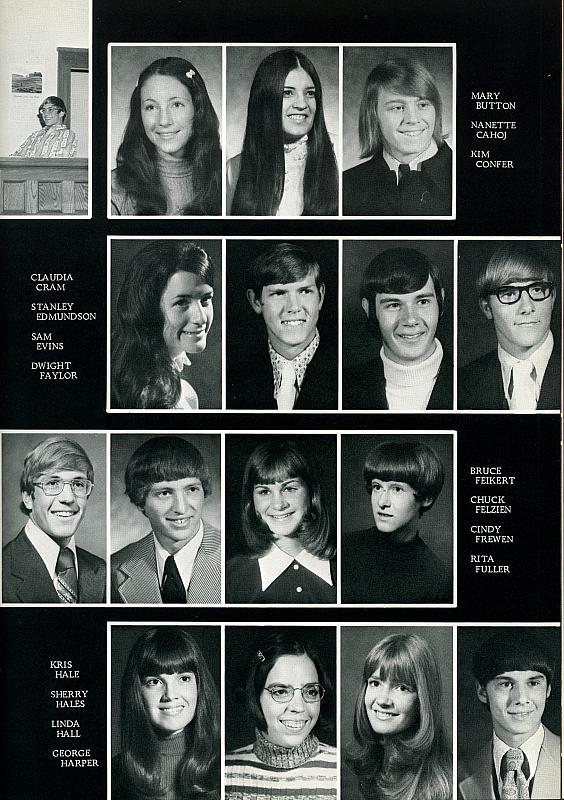 MARY
BUTTON
NANETTE
CAHOJ
KIM
CONFER
CLAUDIA
CRAM
STANLEY
EDMUNDSON
SAM
EVINS
DWIGHT
FAYLOR
BRUCE
FEIKERT
CHUCK
FELZIEN
CINDY
FREWEN
RITA
FULLER
KRIS
HALE
SHERRY
HALES
LINDA
HALL
GEORGE
HARPER